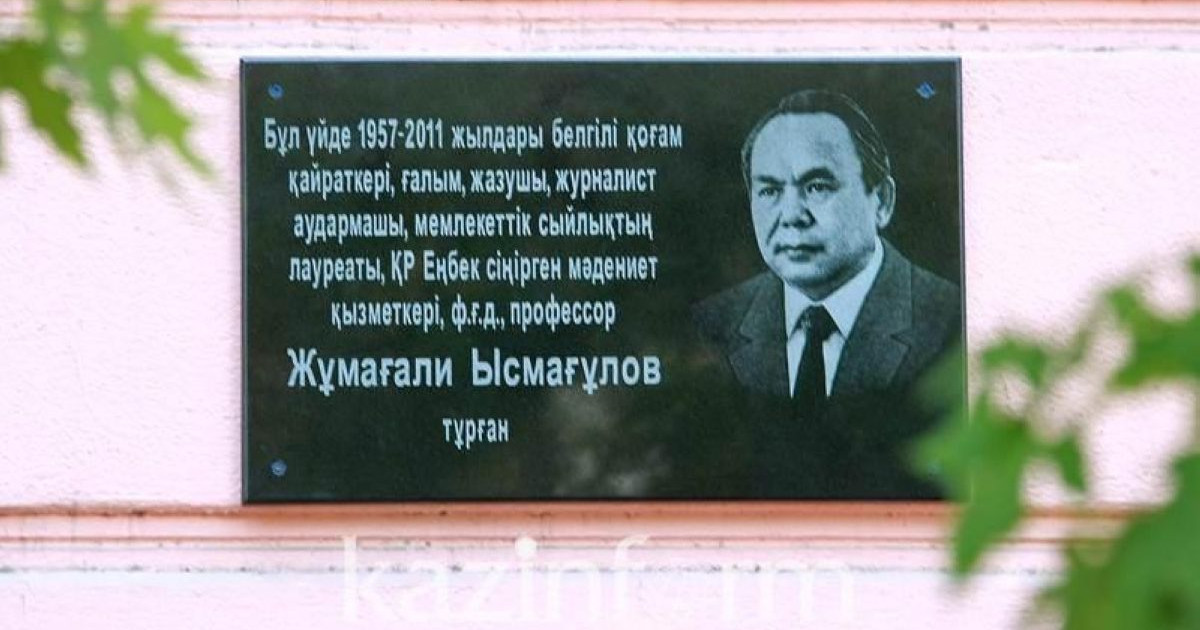 Бұл үйде 1957-2011 жылдары белгілі қоғам
қайраткері, ғалым, жазушы, журналист
аудармашы, мемлекеттік сыйлықтың
лауреаты, ҚР Еңбек сіңірген мәдениет
қызметкері, ф.ғ.д., профессор
Жұмағали Ысмағұлов
тұрған
kazinform